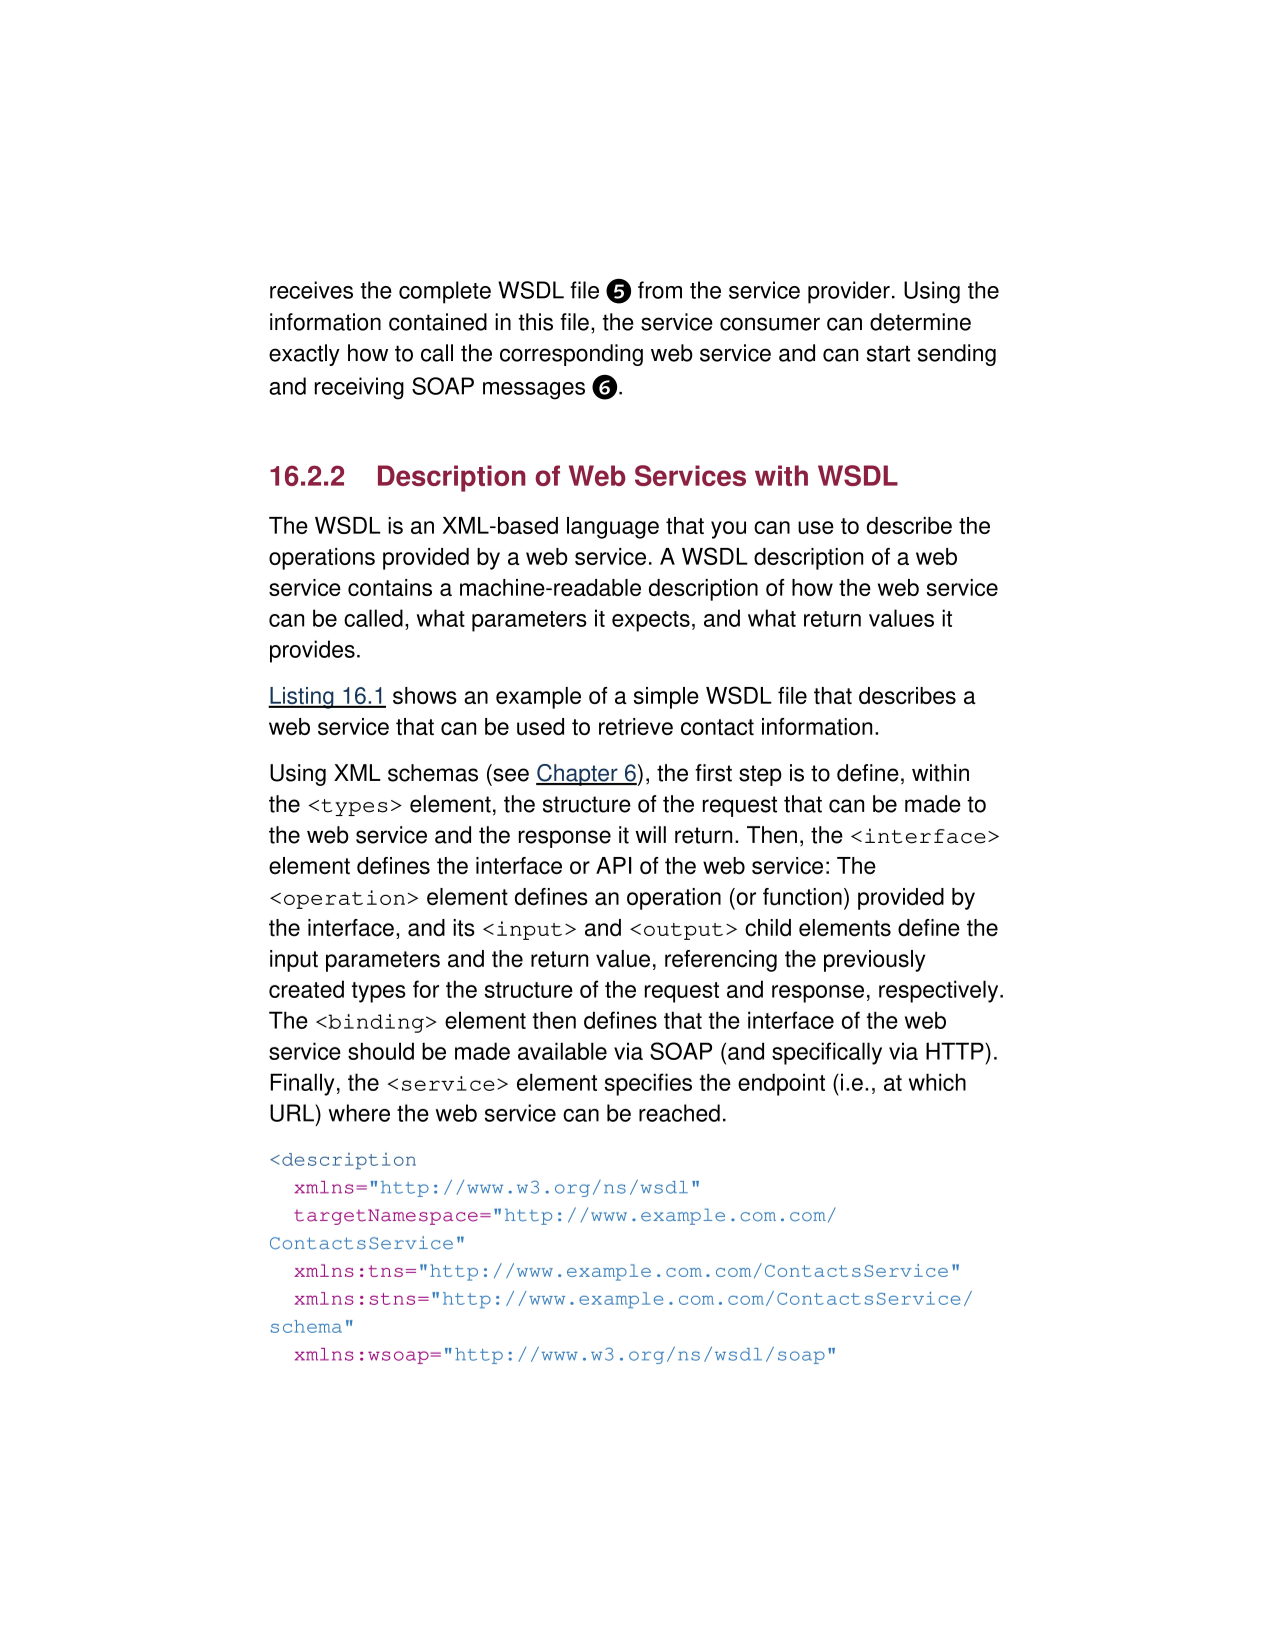 receives the complete WSDL file ❺ from the service provider. Using the
information contained in this file, the service consumer can determine
exactly how to call the corresponding web service and can start sending
and receiving SOAP messages ❻.
16.2.2 Description of Web Services with WSDL
The WSDL is an XML-based language that you can use to describe the
operations provided by a web service. A WSDL description of a web
service contains a machine-readable description of how the web service
can be called, what parameters it expects, and what return values it
provides.
Listing 16.1 shows an example of a simple WSDL file that describes a
web service that can be used to retrieve contact information.
Using XML schemas (see Chapter 6), the first step is to define, within
the <types> element, the structure of the request that can be made to
the web service and the response it will return. Then, the <interface>
element defines the interface or API of the web service: The
<operation> element defines an operation (or function) provided by
the interface, and its <input> and <output> child elements define the
input parameters and the return value, referencing the previously
created types for the structure of the request and response, respectively.
The <binding> element then defines that the interface of the web
service should be made available via SOAP (and specifically via HTTP).
Finally, the <service> element specifies the endpoint (i.e., at which
URL) where the web service can be reached.
<description
  xmlns="http://www.w3.org/ns/wsdl"
  targetNamespace="http://www.example.com.com/
ContactsService"
  xmlns:tns="http://www.example.com.com/ContactsService"
  xmlns:stns="http://www.example.com.com/ContactsService/
schema"
  xmlns:wsoap="http://www.w3.org/ns/wsdl/soap"